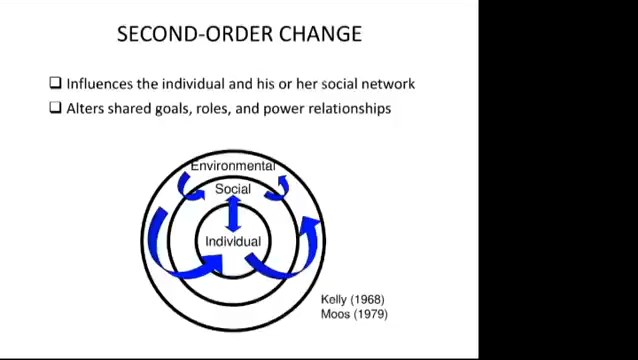 SECOND-ORDER CHANGE
Influences the individual and his or her social network
Alters shared goals, roles, and power relationships
Environmental
Social
Individual
Kelly (1968)
Moos (1979)